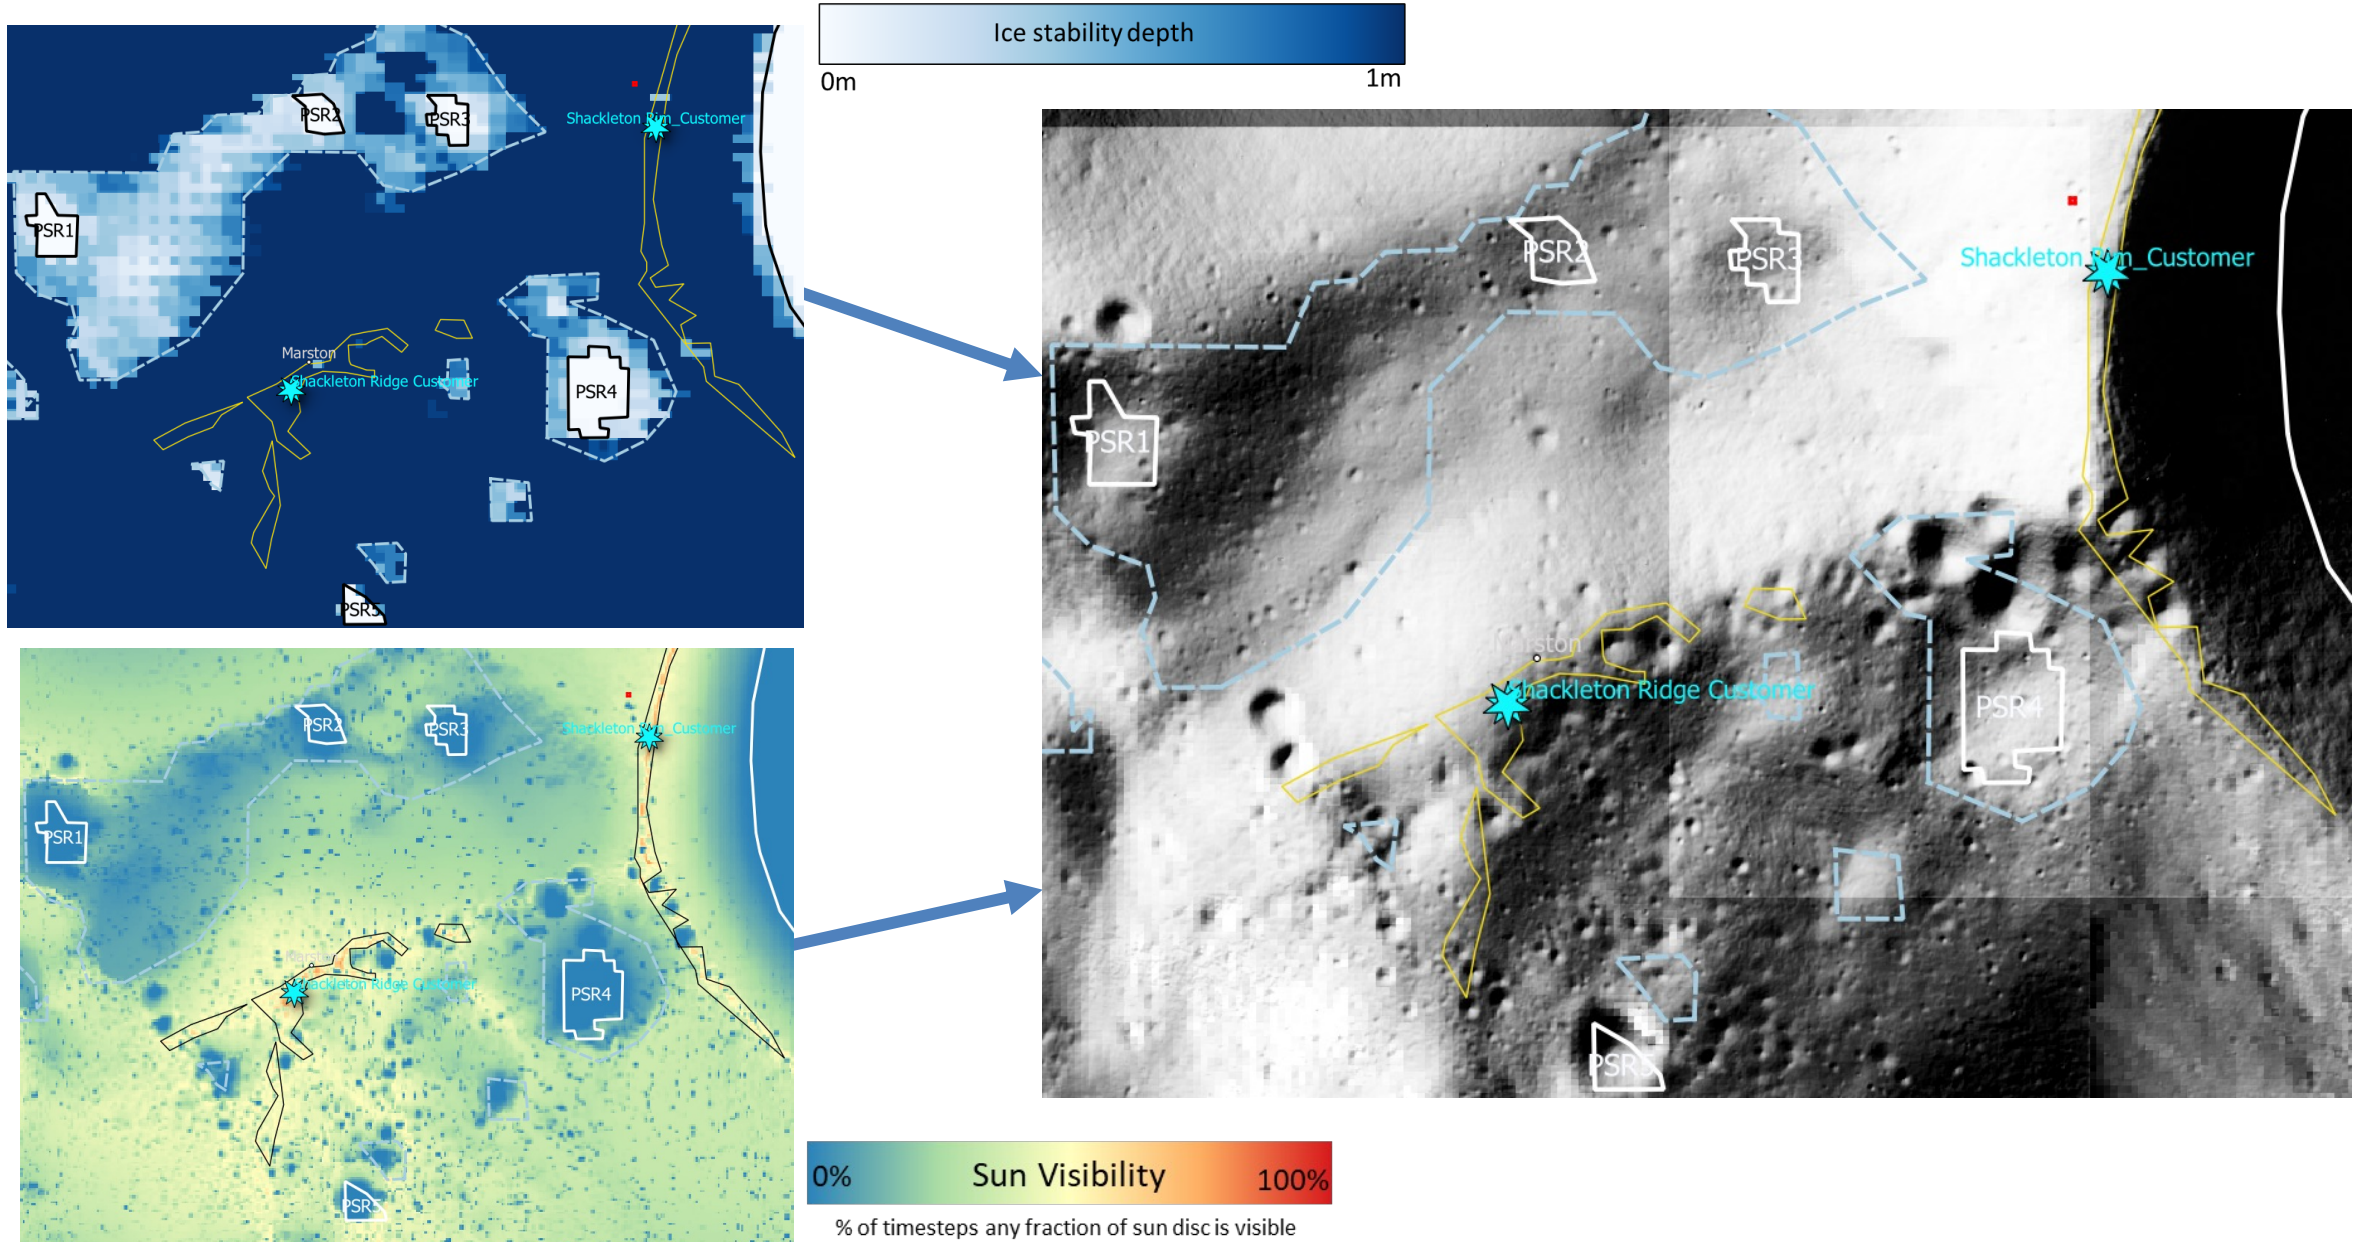 Ice stability depth
0m
1m
PSR2
PSR3
Shackleton Rim_Customer
PSR1
Marston
Shackleton Ridge Customer
PSR4
PSR5
PSR2
PSR3
Shackleton Rim_Customer
PSR1
Marston
Shackleton Ridge Customer
PSR4
PSR5
PSR2
PSR3
Shackleton Rim_Customer
PSR1
Marston
Shackleton Ridge Customer
PSR4
PSR5
0%
Sun Visibility
100%
% of timesteps any fraction of sun disc is visible